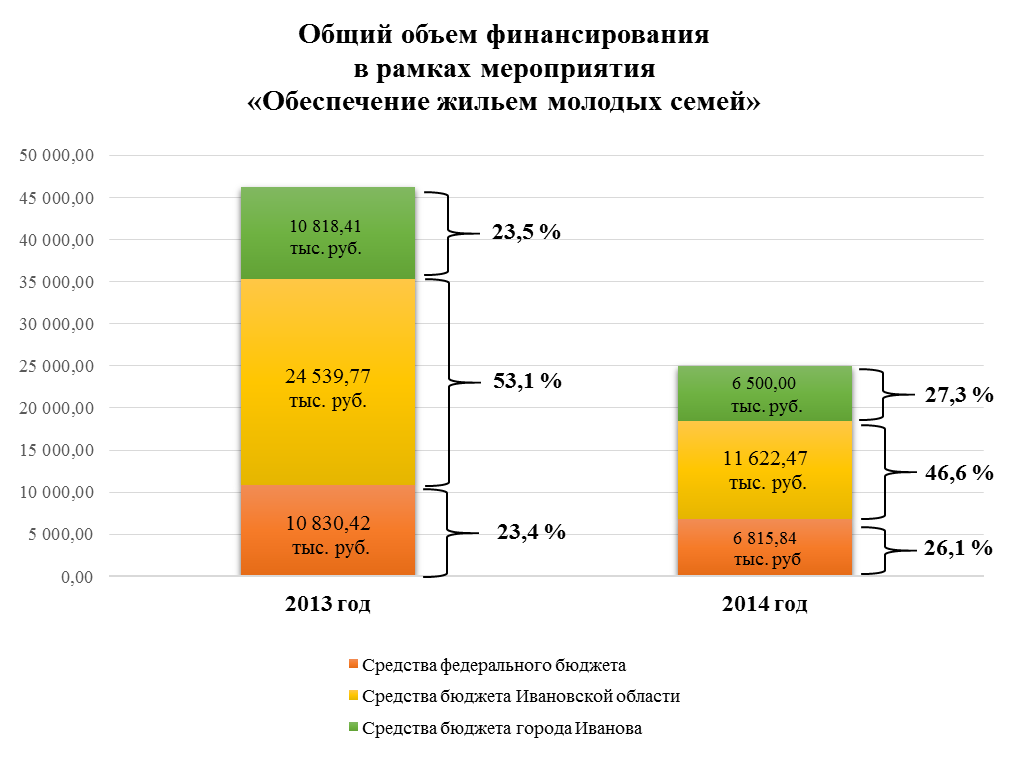 Общий объем финансирования
в рамках мероприятия
«Обеспечение жильем молодых семей»
50 000,00
45 000,00
40 000,00
35 000,00
30 000,00
25 000,00
20 000,00
15 000,00
10 000,00
5 000,00
0,00
10 818,41
тыс. руб.
23,5 %
24 539,77
тыс. руб.
53,1 %
10 830,42
тыс. руб.
23,4 %
6 500,00
тыс. руб.
27,3 %
11 622,47
тыс. руб.
46,6 %
6 815,84
тыс. руб
26,1 %
2013 год
2014 год
Средства федерального бюджета
Средства бюджета Ивановской области
Средства бюджета города Иванова